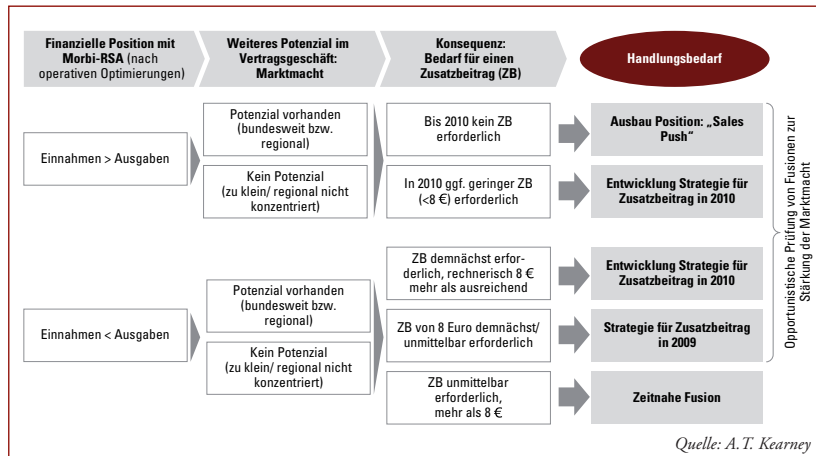 Finanzielle Position mit
Morbi-RSA (nach
operativen Optimierungen)
Weiteres Potenzial im
Vertragsgeschäft:
Marktmacht
Konsequenz:
Bedarf für einen
Zusatzbeitrag (ZB)
Handlungsbedarf
Einnahmen > Ausgaben
Potenzial vorhanden
(bundesweit bzw.
regional)
Kein Potenzial
(zu klein/ regional nicht
konzentriert)
Bis 2010 kein ZB
erforderlich
In 2010 ggf. geringer ZB
(<8 €) erforderlich
Ausbau Position: „Sales
Push“
Entwicklung Strategie für
Zusatzbeitrag in 2010
Einnahmen < Ausgaben
Potenzial vorhanden
(bundesweit bzw.
regional)
Kein Potenzial
(zu klein/ regional nicht
konzentriert)
ZB demnächst erfor-
derlich, rechnerisch 8 €
mehr als ausreichend
ZB von 8 Euro demnächst/
unmittelbar erforderlich
ZB unmittelbar
erforderlich,
mehr als 8 €
Entwicklung Strategie für
Zusatzbeitrag in 2010
Strategie für Zusatzbeitrag
in 2009
Zeitnahe Fusion
Opportunistische Prüfung von Fusionen zur
Stärkung der Marktmacht
Quelle: A.T. Kearney